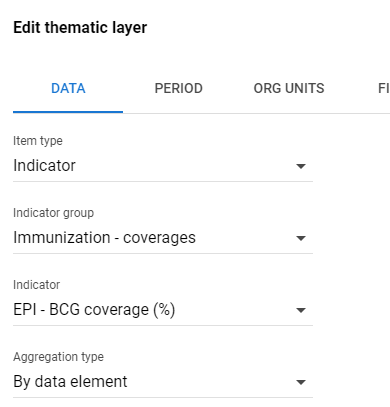 Edit thematic layer
DATA PERIOD ORG UNITS FI
Item type
Indicator
Indicator group
Immunization - coverages
Indicator
EPI - BCG coverage (%)
Aggregation type
By data element